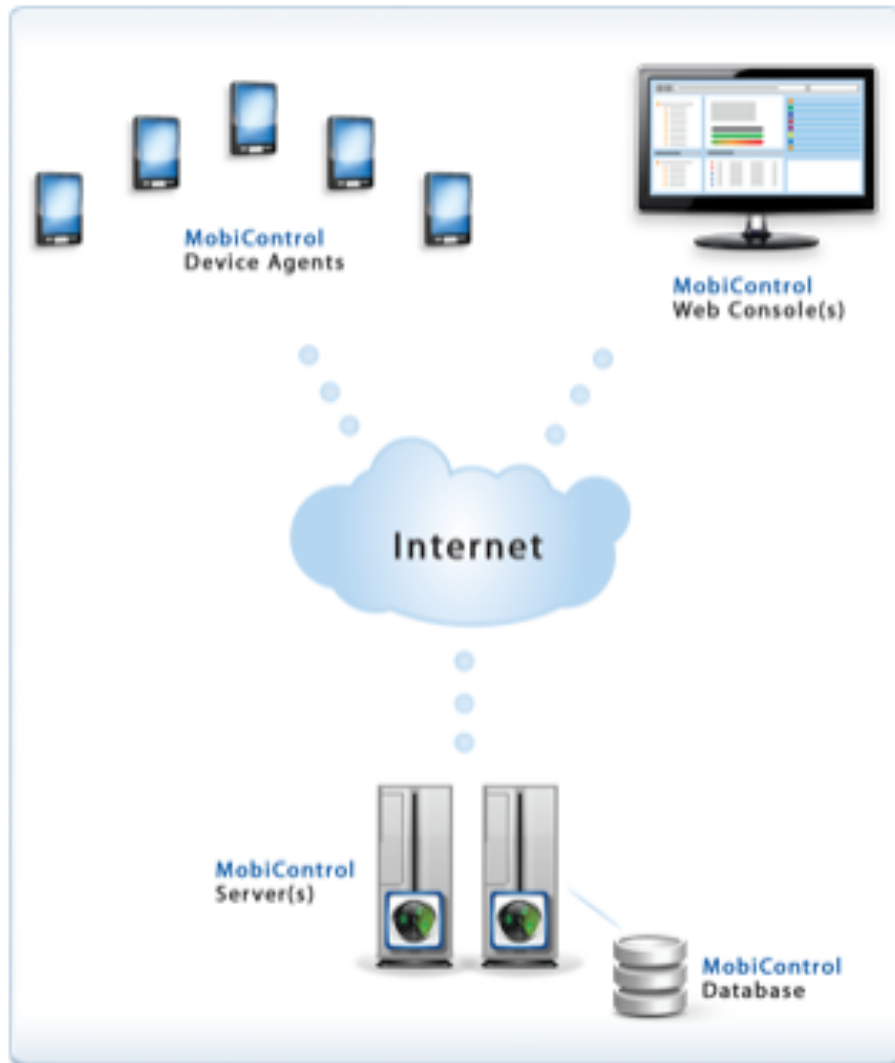 MobiControl
Device Agents
MobiControl
Web Console(s)
Internet
MobiControl
Server(s)
MobiControl
Database